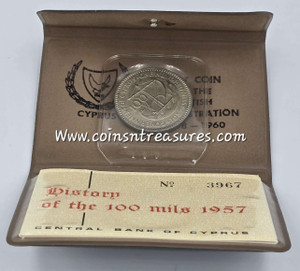 COIN
THE
ISH
CYPRUS
TRATION
1960
www.coinsntreasures.com
Nº 3967
History
of the 100 mils 1957
CENTRAL BANK OF CYPRUS